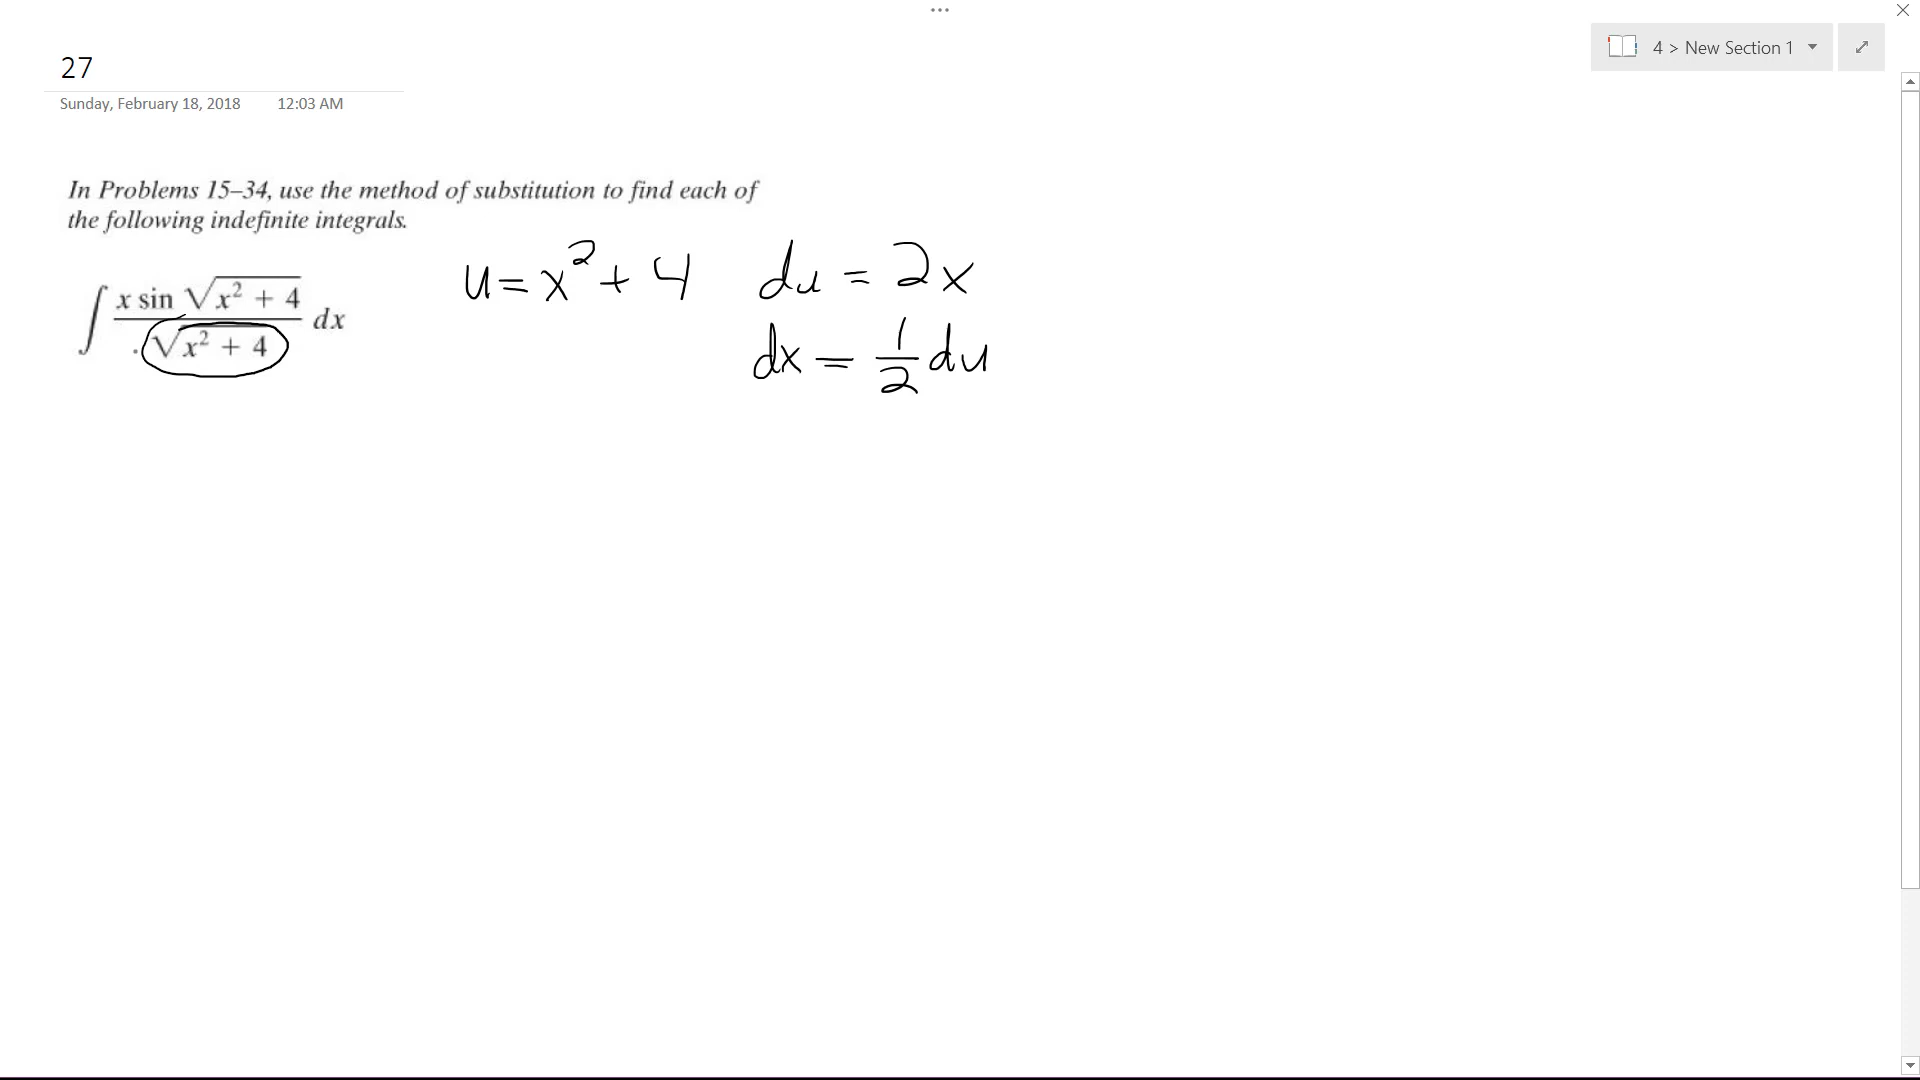 ...
4 > New Section 1
27
Sunday, February 18, 2018 12:03 AM
In Problems 15–34, use the method of substitution to find each of
the following indefinite integrals.
∫ x sin √(x² + 4) / √(x² + 4) dx
u = x² + 4 du = 2x
dx = 1/2 du